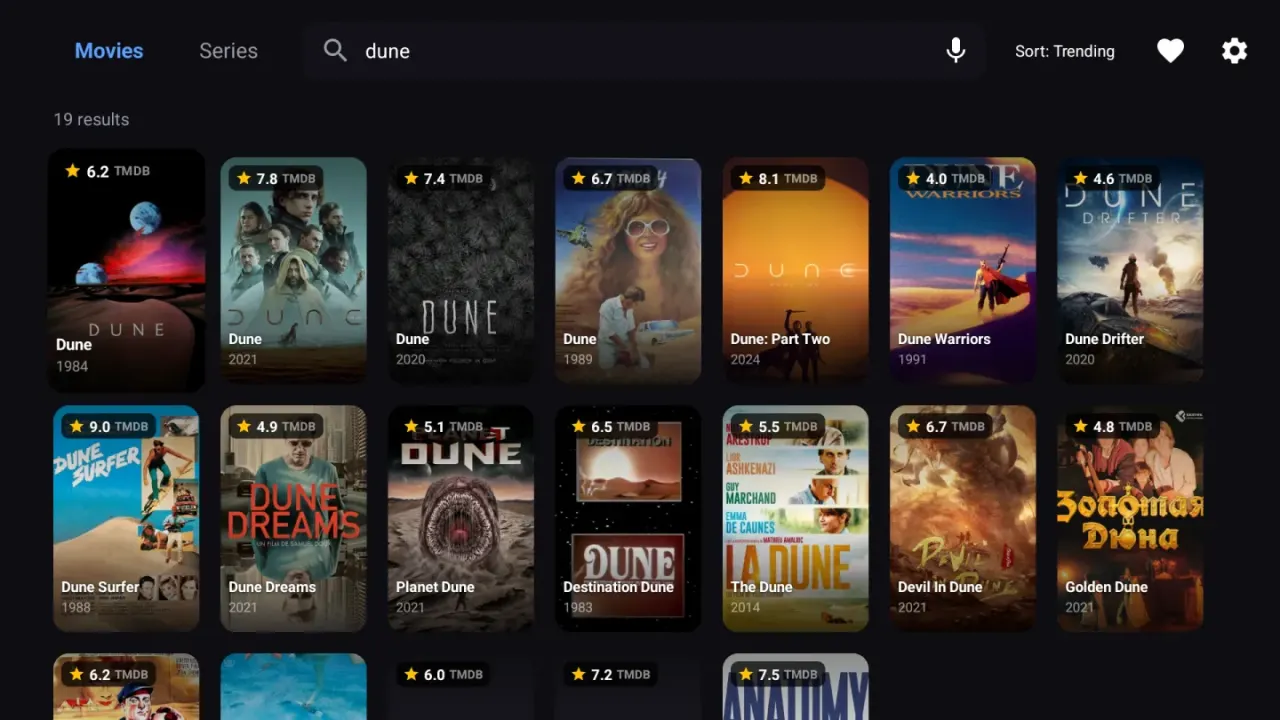 Movies
Series
dune
Sort: Trending
19 results
6.2 TMDB
DUNE
Dune
1984
7.8 TMDB
DUNC
Dune
2021
7.4 TMDB
DUNE
Dune
2020
6.7 TMDB
Dune
1989
8.1 TMDB
DUNE
Dune: Part Two
2024
4.0 TMDB
DUNE
WARRIORS
Dune Warriors
1991
4.6 TMDB
DUNE
DRIFTER
Dune Drifter
2020
9.0 TMDB
DUNE
SURFER
Dune Surfer
1988
4.9 TMDB
DUNE
DREAMS
Dune Dreams
2021
5.1 TMDB
PLANET
DUNE
Planet Dune
2021
6.5 TMDB
DESTINATION
DUNE
Destination Dune
1983
5.5 TMDB
ARESTRUP
LIOR
ASHKENAZI
GUY
MARCHAND
EMMA
DE CAUNES
LA DUNE
The Dune
2014
6.7 TMDB
Devil In Dune
2021
4.8 TMDB
Золотая
Дюна
Golden Dune
2021
6.2 TMDB
6.0 TMDB
7.2 TMDB
7.5 TMDB
ANATOMY